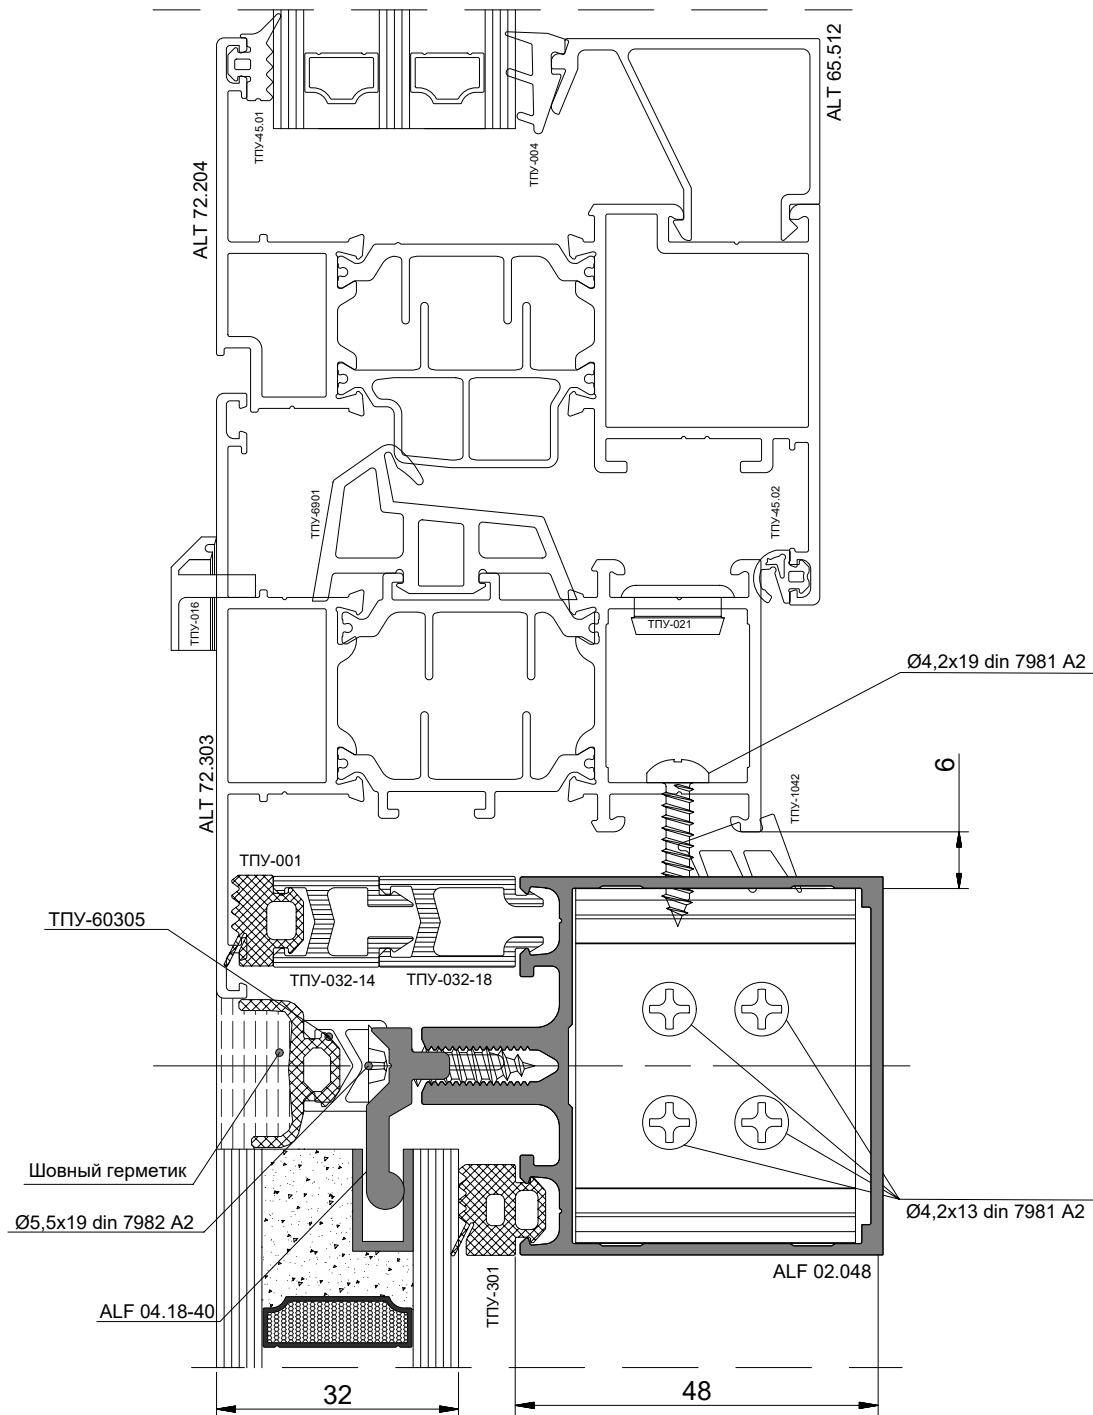 ALT 65.512
ТПУ-45.01
ТПУ-004
ALT 72.204
ТПУ-6901
ТПУ-45.02
ТПУ-016
ТПУ-021
Ø4,2x19 din 7981 A2
ALT 72.303
6
ТПУ-1042
ТПУ-001
ТПУ-60305
ТПУ-032-14
ТПУ-032-18
Шовный герметик
Ø5,5x19 din 7982 A2
Ø4,2x13 din 7981 A2
ALF 02.048
ТПУ-301
ALF 04.18-40
32
48